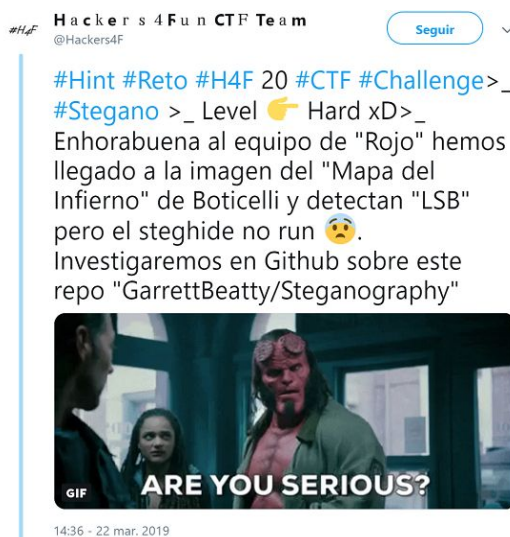 #H4F
Hackers 4Fun CTF Team
@Hackers4F
Seguir
#Hint #Reto #H4F 20 #CTF #Challenge>_
#Stegano >_ Level 👉 Hard xD>_
Enhorabuena al equipo de "Rojo" hemos
llegado a la imagen del "Mapa del
Infierno" de Boticelli y detectan "LSB"
pero el steghide no run 😨.
Investigaremos en Github sobre este
repo "GarrettBeatty/Steganography"
GIF
ARE YOU SERIOUS?
14:36 - 22 mar. 2019